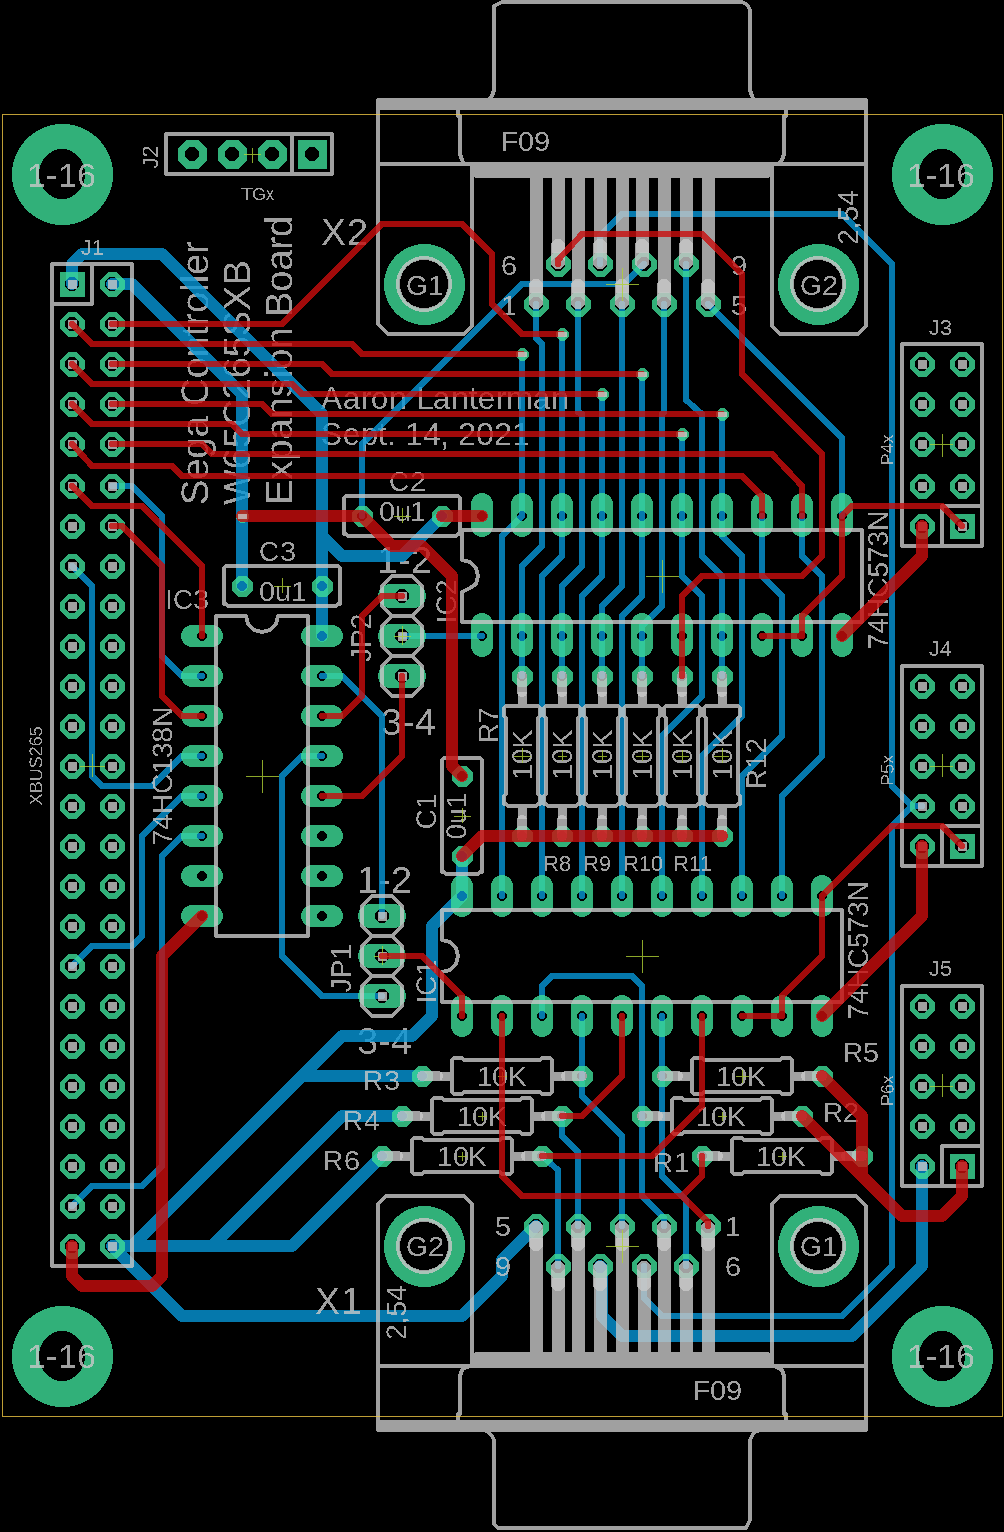 F09
J2
1-16
1-16
TGx
2,54
X2
J1
6
9
G1
G2
1
5
J3
Sega Controller
W65C265SXB
Expansion Board
Aaron Lanterman
Sept. 14, 2021
P4x
C2
0u1
C3
1-2
0u1
IC3
IC2
74HC573N
JP2
J4
3-4
R7
10K
10K
10K
10K
10K
10K
R12
74HC138N
XBUS265
P5x
C1
0u1
R8
R9
R10
R11
1-2
JP1
IC1
74HC573N
J5
3-4
R5
R3
10K
10K
R4
10K
10K
R2
P6x
R6
10K
R1
10K
5
1
G2
G1
9
6
X1
2,54
1-16
1-16
F09